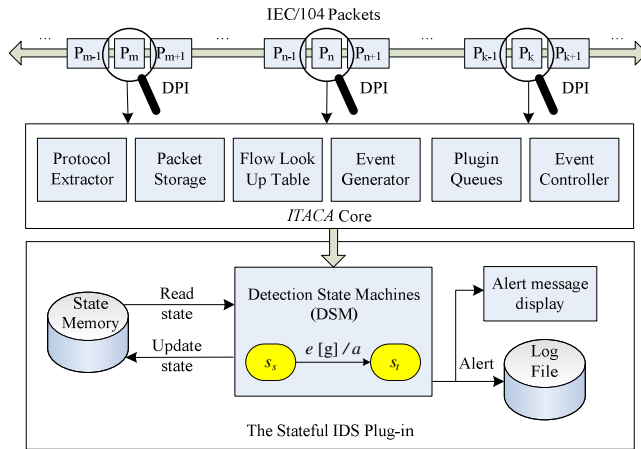 IEC/104 Packets
... ... ... ...
Pm-1 Pm Pm+1 Pn-1 Pn Pn+1 Pk-1 Pk Pk+1
DPI DPI DPI
Protocol Extractor
Packet Storage
Flow Look Up Table
Event Generator
Plugin Queues
Event Controller
ITACA Core
State Memory
Read state
Update state
Detection State Machines (DSM)
ss e [g] / a st
Alert message display
Alert
Log File
The Stateful IDS Plug-in